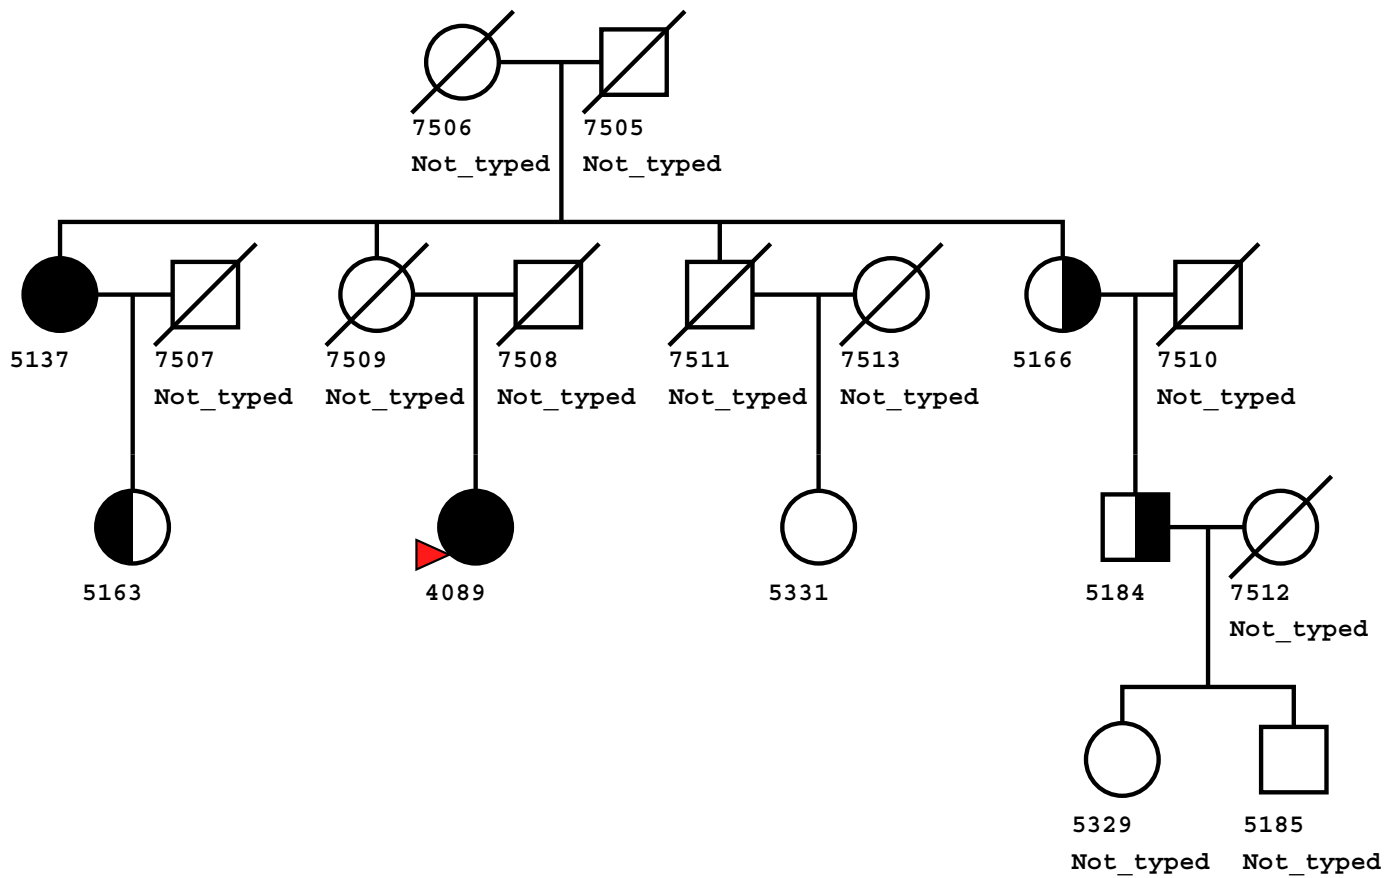 7506 7505
Not_typed Not_typed
5137 7507 7509 7508 7511 7513 5166 7510
Not_typed Not_typed Not_typed Not_typed Not_typed Not_typed
5163 4089 5331 5184 7512
Not_typed
5329 5185
Not_typed Not_typed